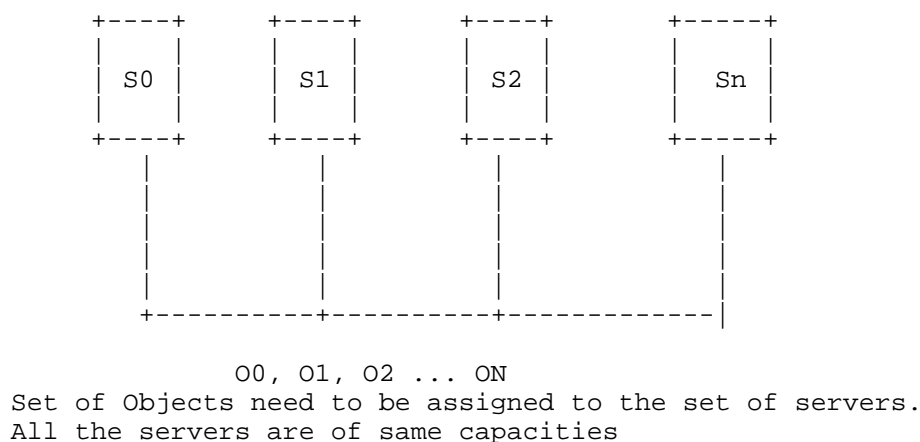 S0 S1 S2 Sn
O0, O1, O2 ... ON
Set of Objects need to be assigned to the set of servers.
All the servers are of same capacities